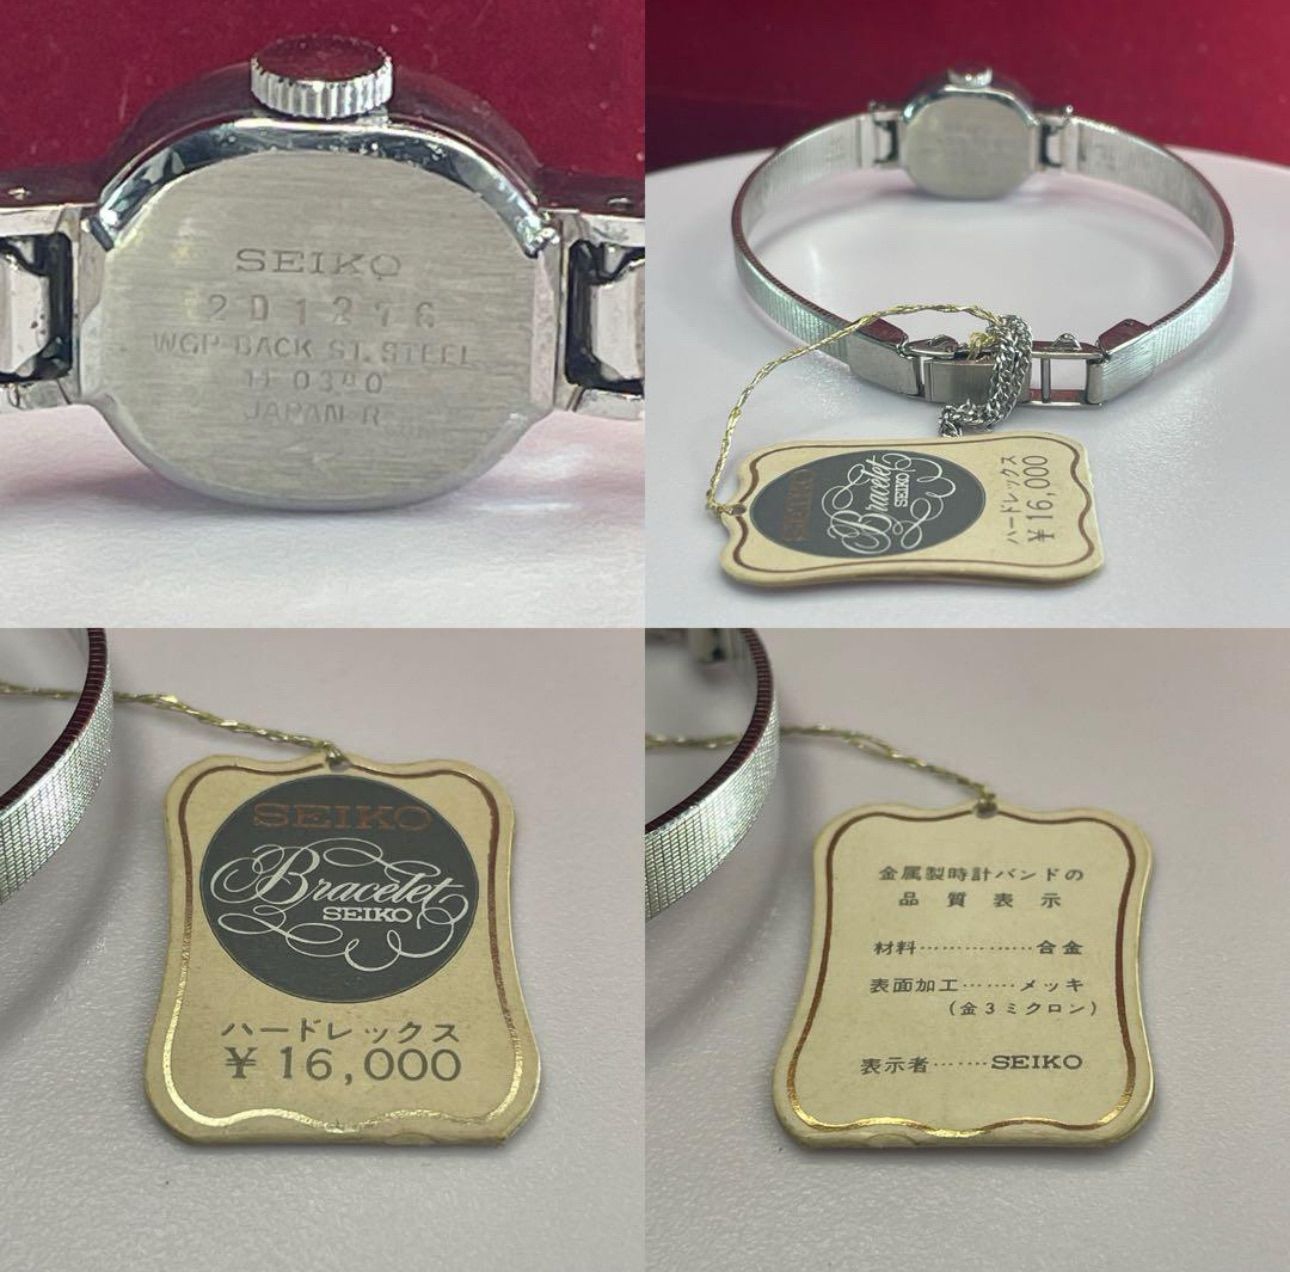 SEIKO
2D1276
WGP-BACK ST. STEEL
11-0340
JAPAN-R
SEIKO
Bracelet
SEIKO
ハードレックス
¥16,000
SEIKO
Bracelet
SEIKO
ハードレックス
¥16,000
金属製時計バンドの
品質表示
材料……………合金
表面加工……メッキ
(金3ミクロン)
表示者……SEIKO